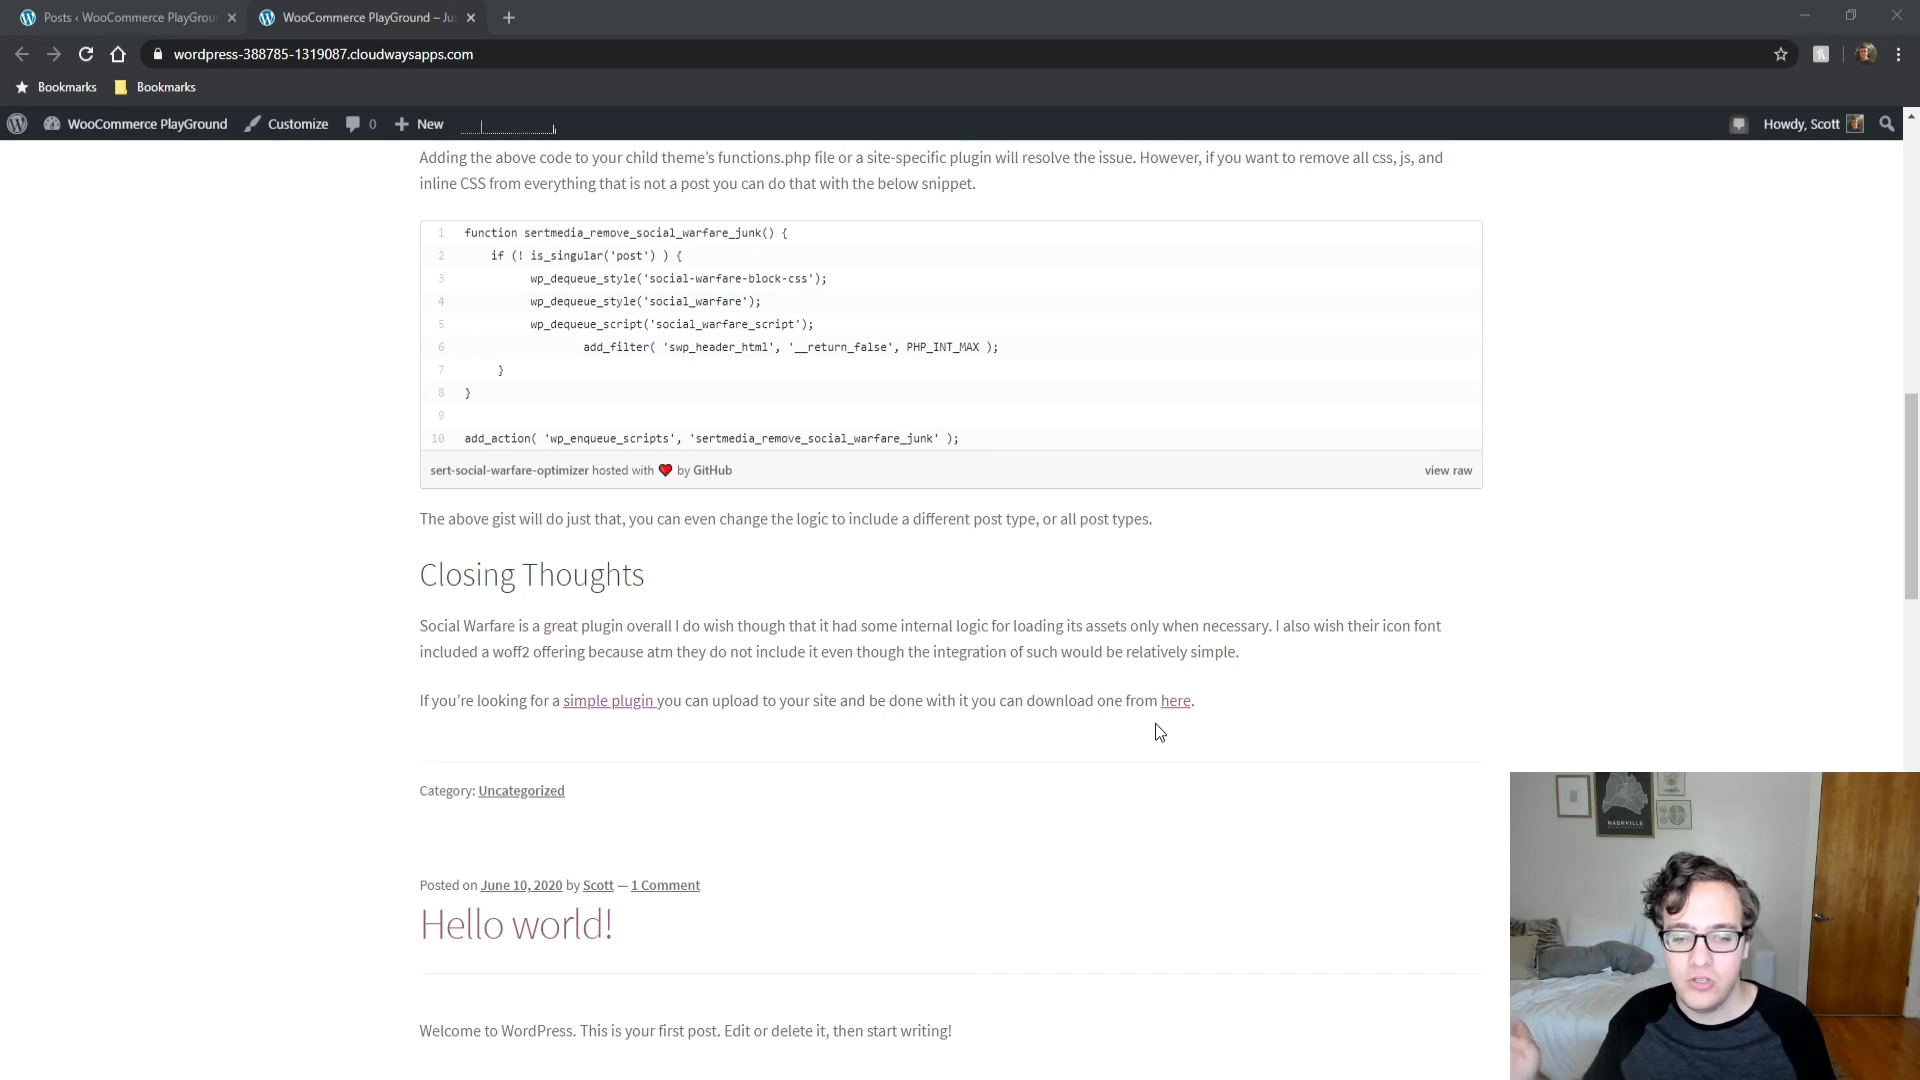 Posts ‹ WooCommerce PlayGrou
WooCommerce PlayGround – Ju
wordpress-388785-1319087.cloudwaysapps.com
Bookmarks
Bookmarks
WooCommerce PlayGround
Customize
0
New
Howdy, Scott
Adding the above code to your child theme's functions.php file or a site-specific plugin will resolve the issue. However, if you want to remove all css, js, and
inline CSS from everything that is not a post you can do that with the below snippet.
1 function sertmedia_remove_social_warfare_junk() {
2 if (! is_singular('post') ) {
3 wp_dequeue_style('social-warfare-block-css');
4 wp_dequeue_style('social_warfare');
5 wp_dequeue_script('social_warfare_script');
6 add_filter( 'swp_header_html', '__return_false', PHP_INT_MAX );
7 }
8 }
9
10 add_action( 'wp_enqueue_scripts', 'sertmedia_remove_social_warfare_junk' );
sert-social-warfare-optimizer hosted with ❤ by GitHub
view raw
The above gist will do just that, you can even change the logic to include a different post type, or all post types.
Closing Thoughts
Social Warfare is a great plugin overall I do wish though that it had some internal logic for loading its assets only when necessary. I also wish their icon font
included a woff2 offering because atm they do not include it even though the integration of such would be relatively simple.
If you're looking for a simple plugin you can upload to your site and be done with it you can download one from here.
Category: Uncategorized
Posted on June 10, 2020 by Scott — 1 Comment
Hello world!
Welcome to WordPress. This is your first post. Edit or delete it, then start writing!
NASHVILLE